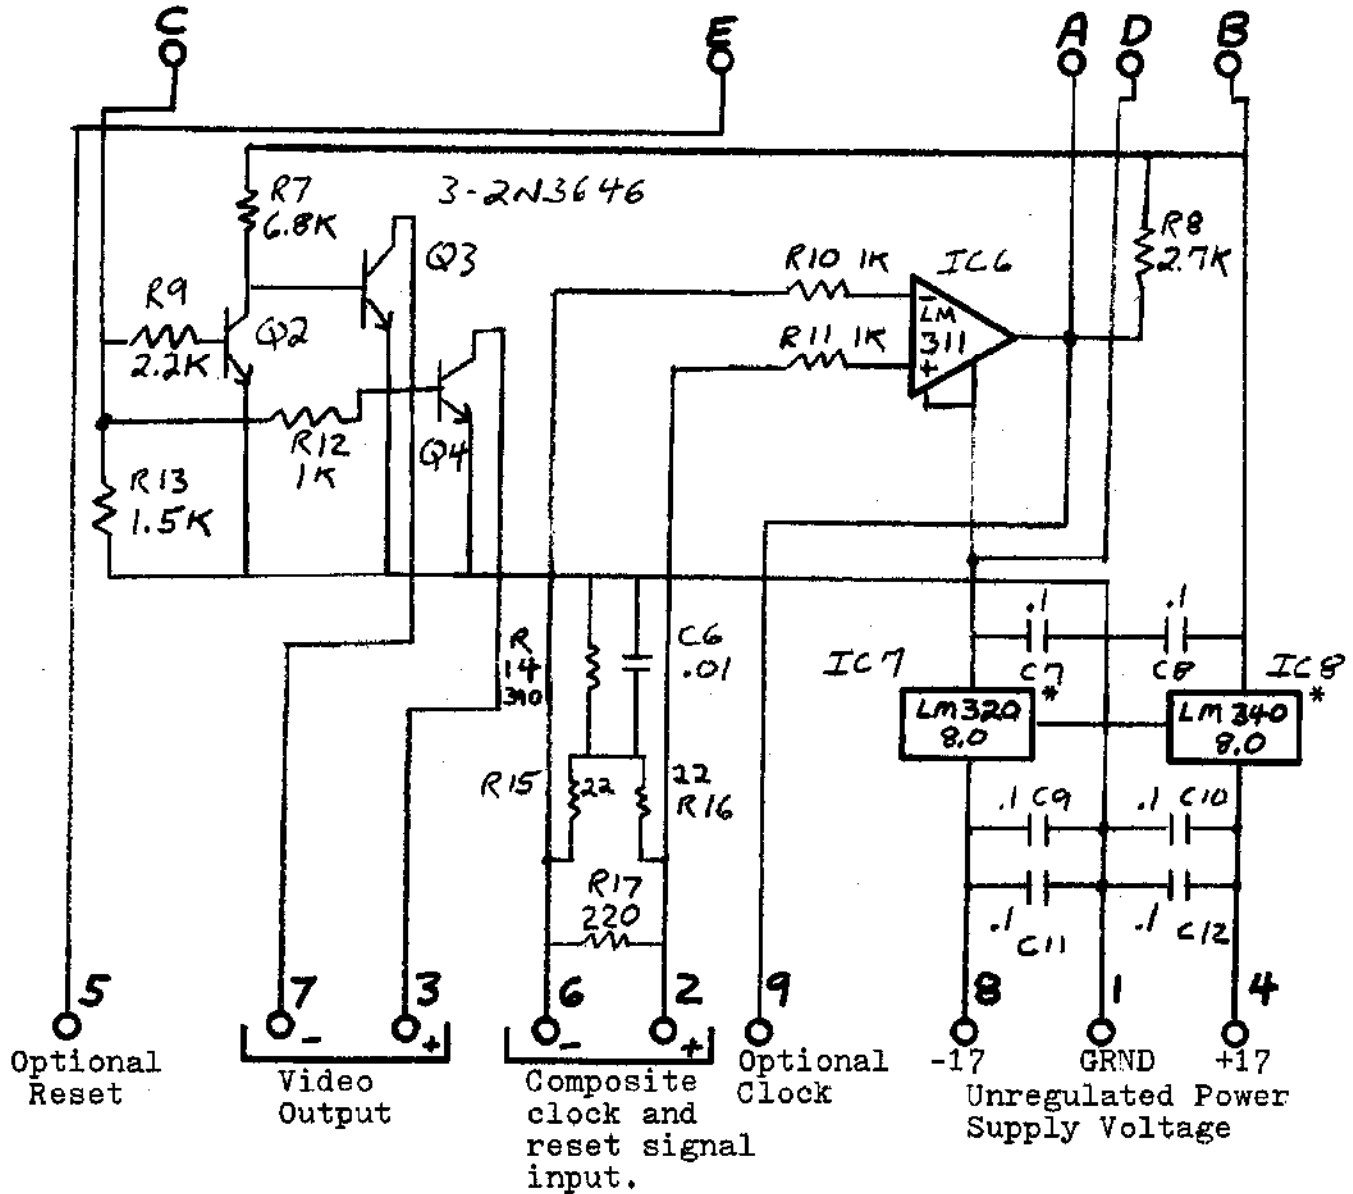 C
E
A D B
3-2N3646
R7
6.8K
Q3
R8
2.7K
R10 1K
IC6
R9
2.2K
Q2
-
LM
311
+
R11 1K
R12
1K
Q4
R13
1.5K
R
14
390
C6
.01
.1
.1
IC7
C7
C8
IC8
*
*
LM320
8.0
LM340
8.0
R15
22
22
R16
.1 C9
.1 C10
R17
220
.1
C11
.1
C12
5
7
3
6
2
9
8
1
4
-
+
-
+
Optional
Reset
Video
Output
Composite
clock and
reset signal
input.
Optional
Clock
-17
GRND
+17
Unregulated Power
Supply Voltage